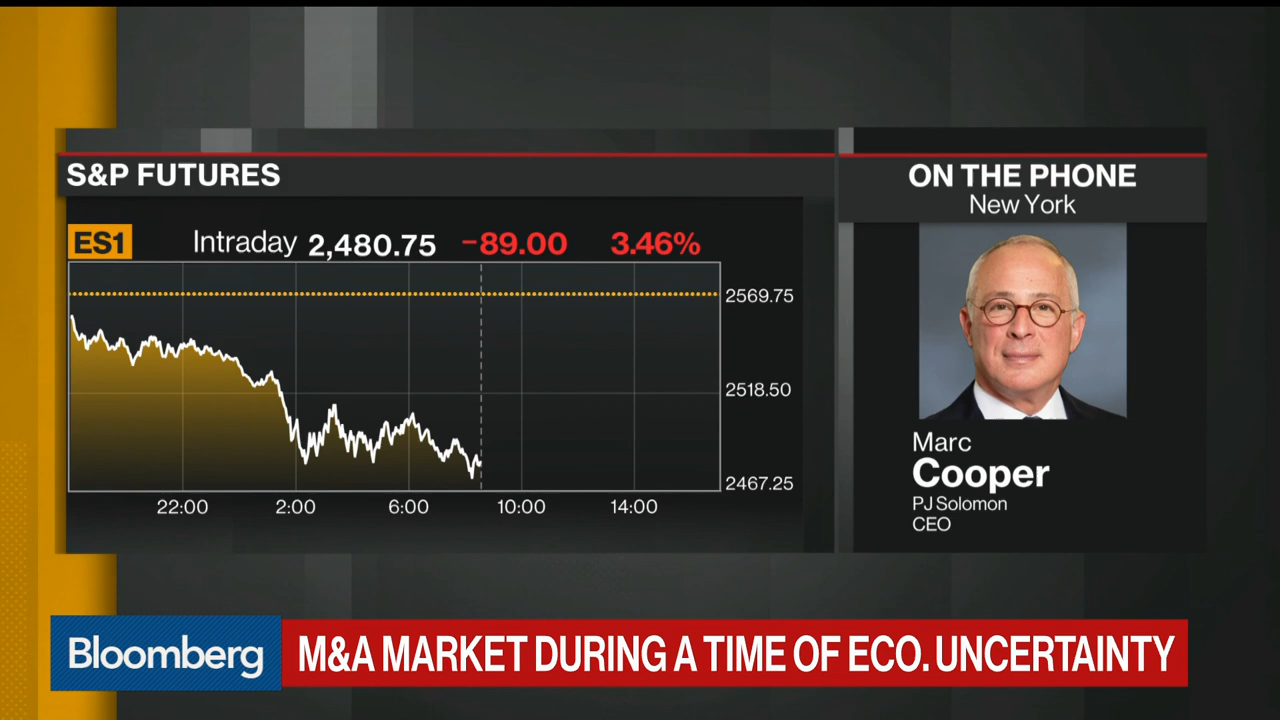 S&P FUTURES
ES1 Intraday 2,480.75 -89.00 3.46%
2569.75
2518.50
2467.25
22:00 2:00 6:00 10:00 14:00
ON THE PHONE
New York
Marc
Cooper
PJ Solomon
CEO
Bloomberg
M&A MARKET DURING A TIME OF ECO. UNCERTAINTY